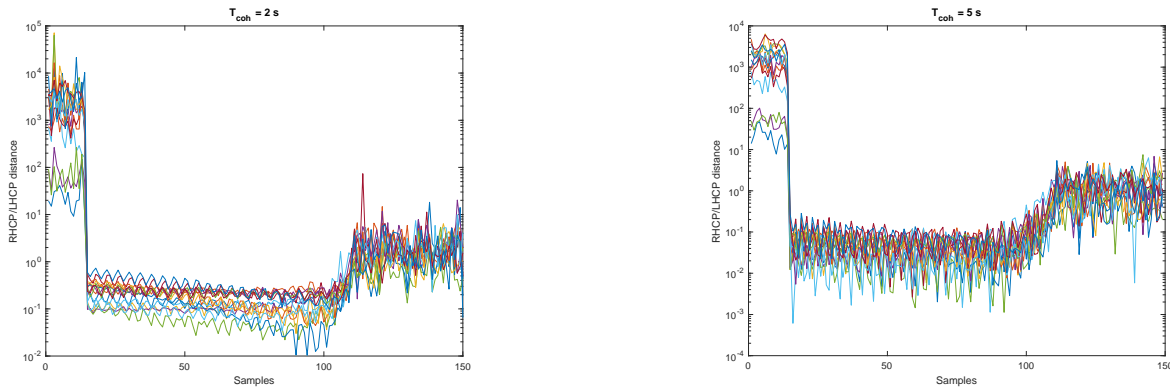 T_coh = 2 s
10^5
10^4
10^3
10^2
10^1
10^0
10^-1
10^-2
0 50 100 150
RHCP/LHCP distance
Samples
T_coh = 5 s
10^4
10^3
10^2
10^1
10^0
10^-1
10^-2
10^-3
10^-4
0 50 100 150
RHCP/LHCP distance
Samples